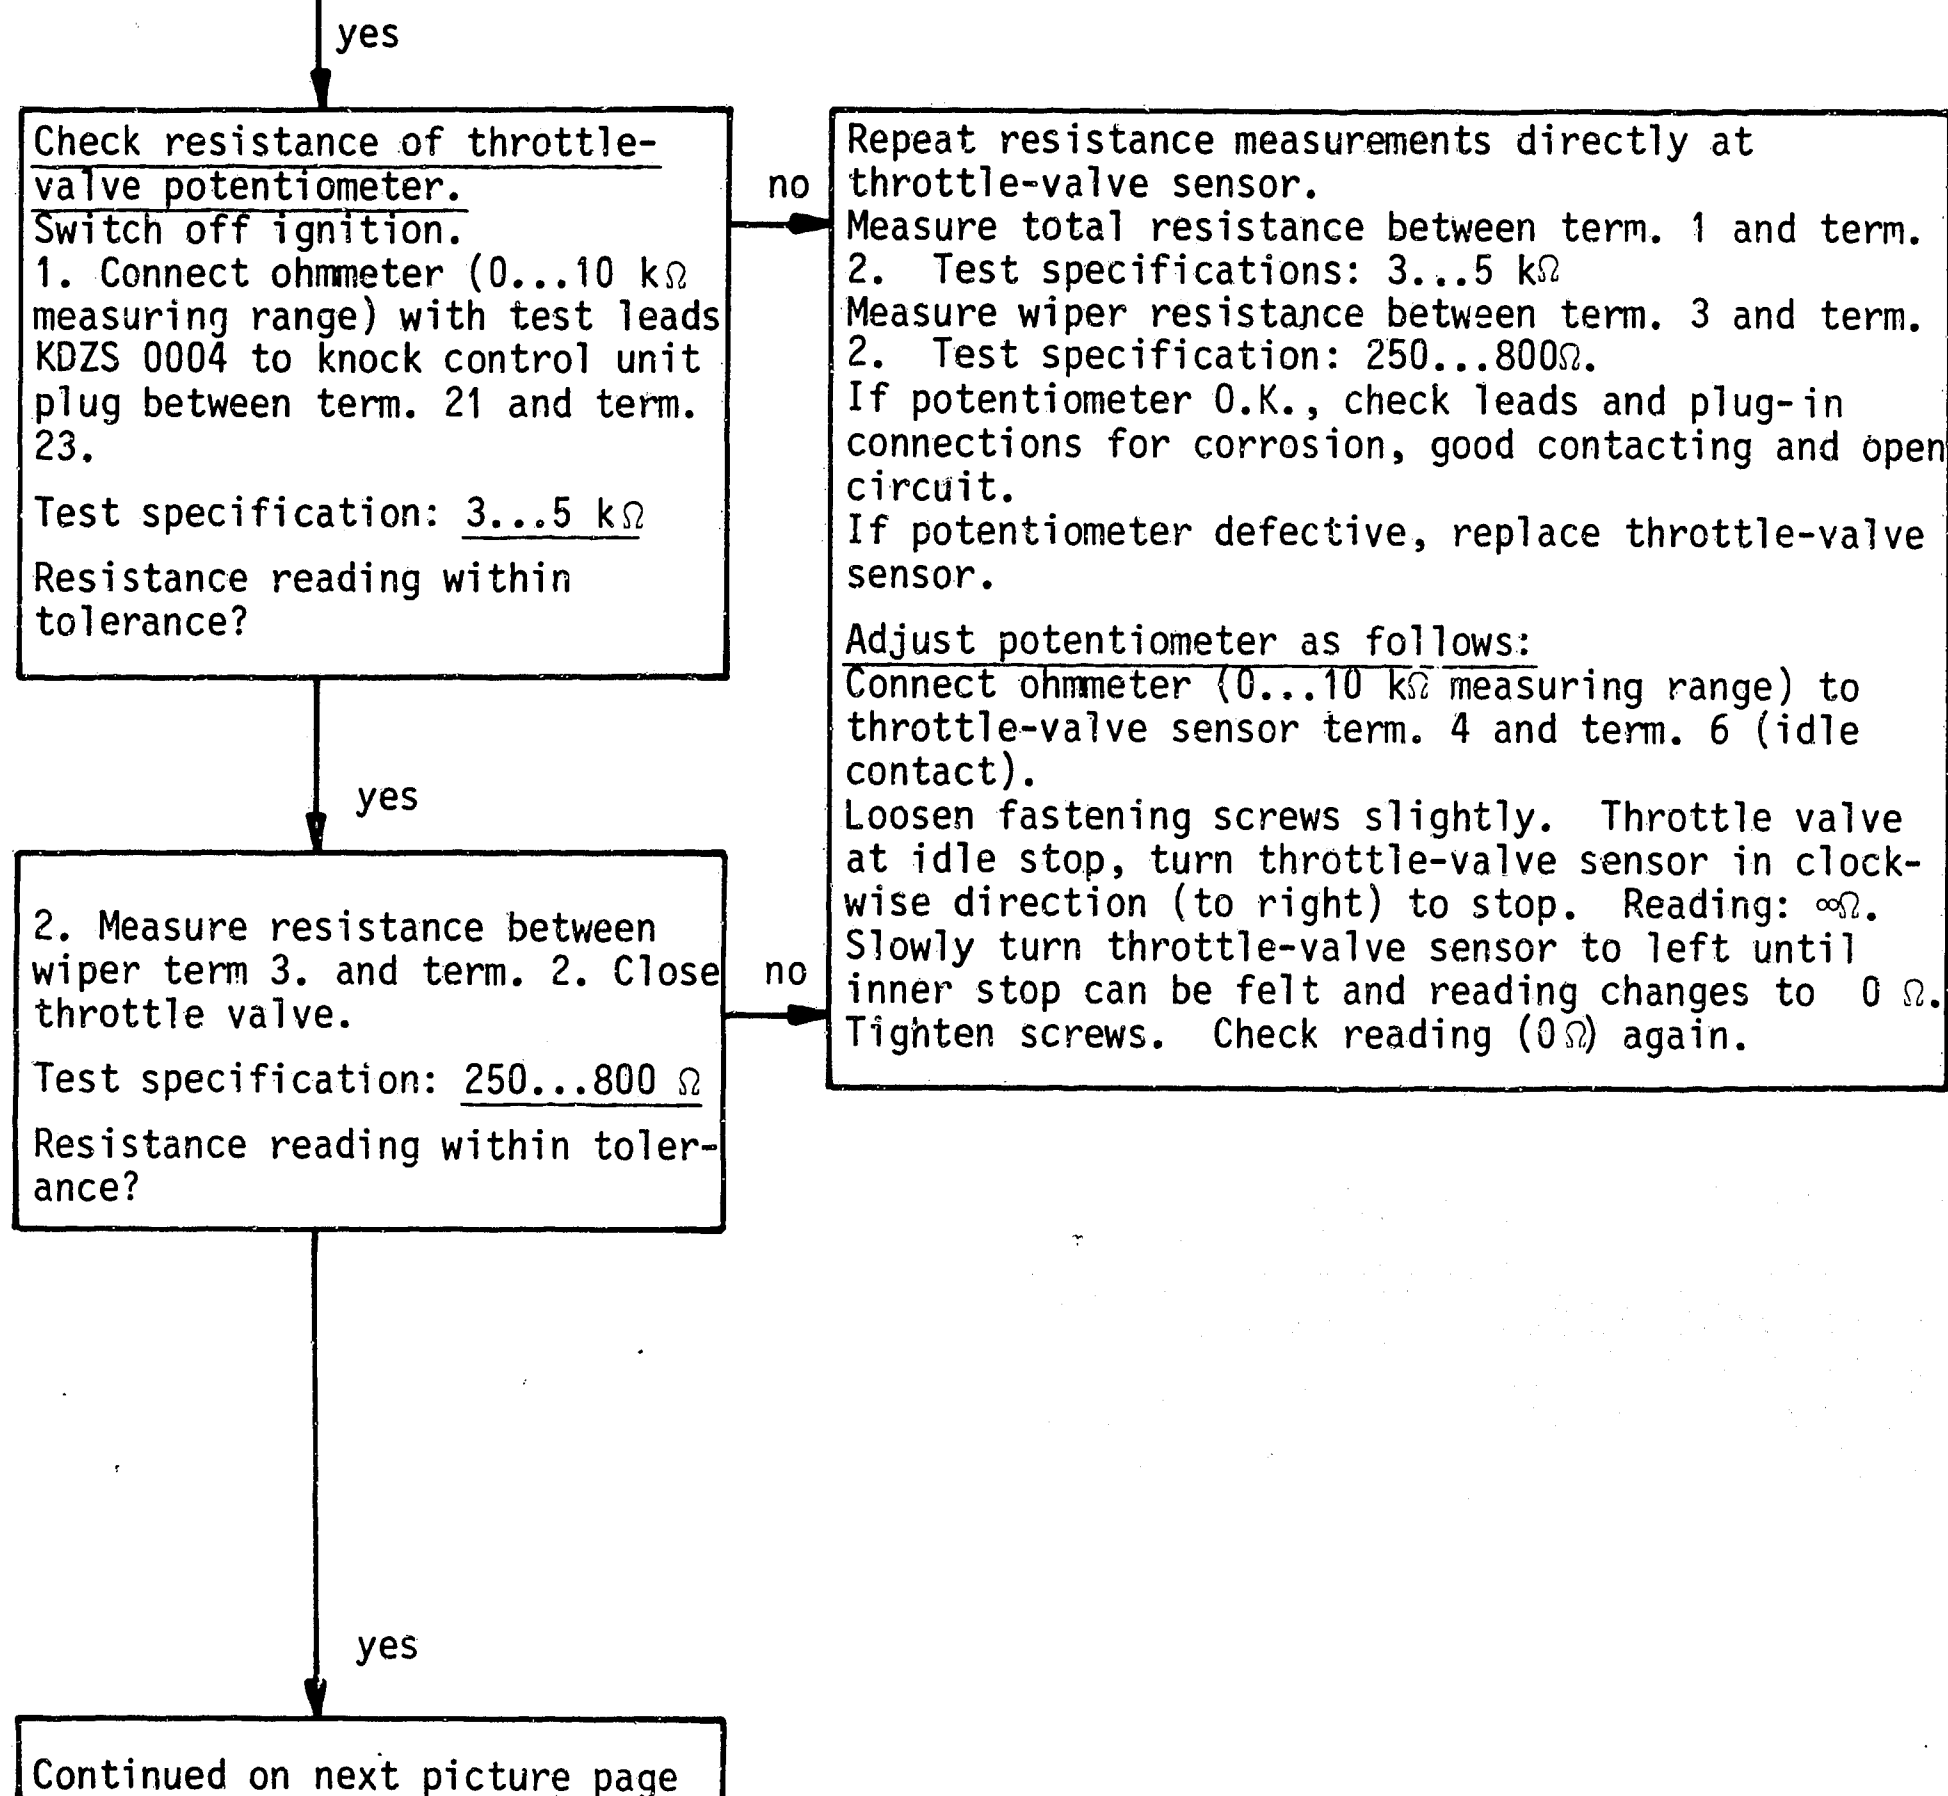 yes
Check resistance of throttle-
valve potentiometer.
Switch off ignition.
1. Connect ohmmeter (0...10 kΩ
measuring range) with test leads
KDZS 0004 to knock control unit
plug between term. 21 and term.
23.
Test specification: 3...5 kΩ
Resistance reading within
tolerance?
no
Repeat resistance measurements directly at
throttle-valve sensor.
Measure total resistance between term. 1 and term.
2. Test specifications: 3...5 kΩ
Measure wiper resistance between term. 3 and term.
2. Test specification: 250...800Ω.
If potentiometer O.K., check leads and plug-in
connections for corrosion, good contacting and open
circuit.
If potentiometer defective, replace throttle-valve
sensor.
Adjust potentiometer as follows:
Connect ohmmeter (0...10 kΩ measuring range) to
throttle-valve sensor term. 4 and term. 6 (idle
contact).
Loosen fastening screws slightly. Throttle valve
at idle stop, turn throttle-valve sensor in clock-
wise direction (to right) to stop. Reading: ∞Ω.
Slowly turn throttle-valve sensor to left until
inner stop can be felt and reading changes to 0 Ω.
Tighten screws. Check reading (0Ω) again.
yes
2. Measure resistance between
wiper term 3. and term. 2. Close
throttle valve.
Test specification: 250...800 Ω
Resistance reading within toler-
ance?
no
yes
Continued on next picture page